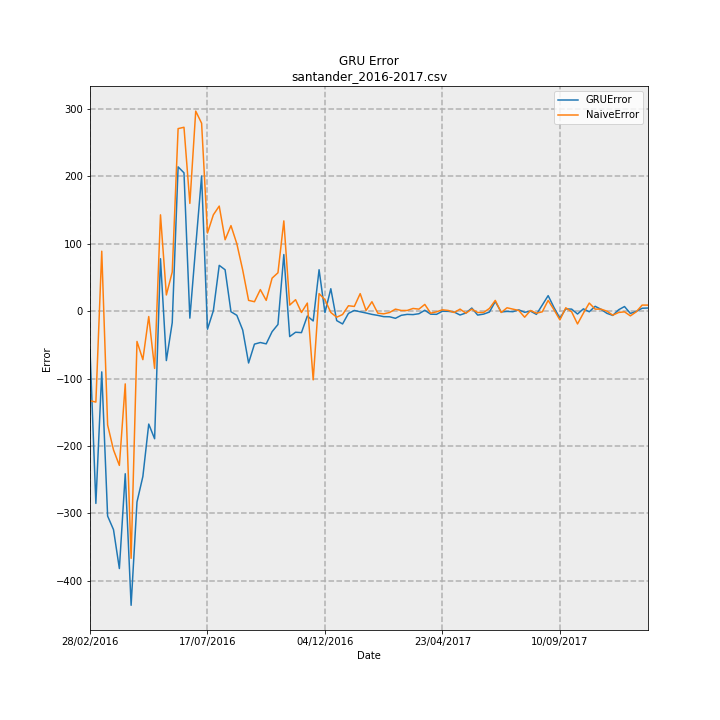 GRU Error
santander_2016-2017.csv
GRUError
NaiveError
300
200
100
0
−100
−200
−300
−400
Error
28/02/2016
17/07/2016
04/12/2016
23/04/2017
10/09/2017
Date